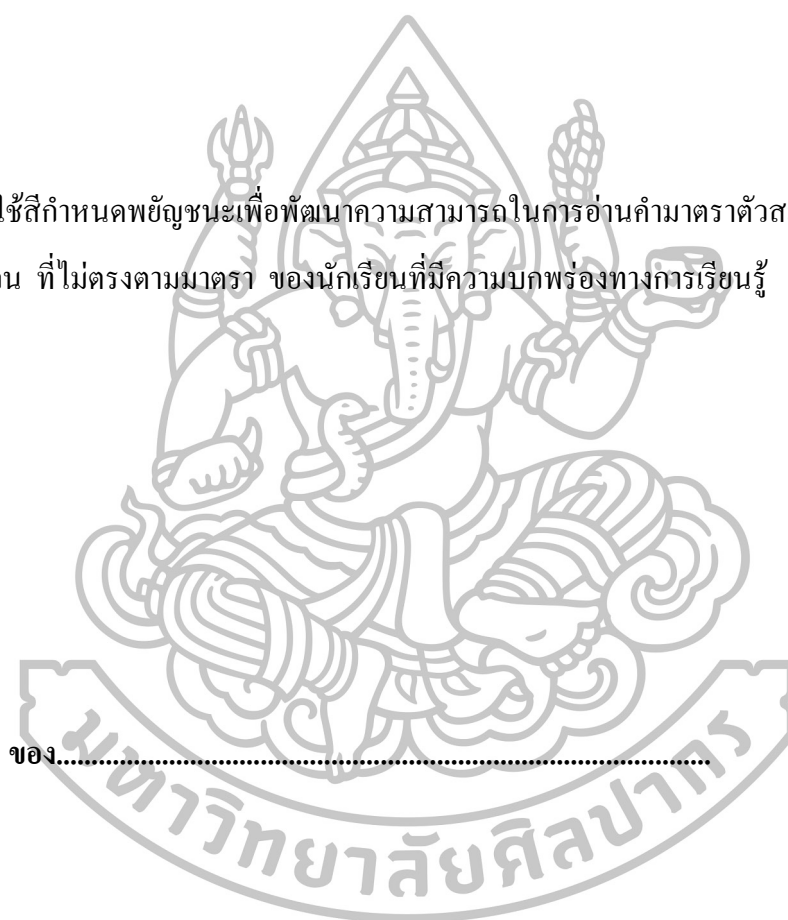 ใช้สีกำหนดพยัญชนะเพื่อพัฒนาความสามารถในการอ่านคำมาตราตัวส
น ที่ไม่ตรงตามมาตรา ของนักเรียนที่มีความบกพร่องทางการเรียนรู้
ของ..............................................................................................
มหาวิทยาลัยศิลปากร